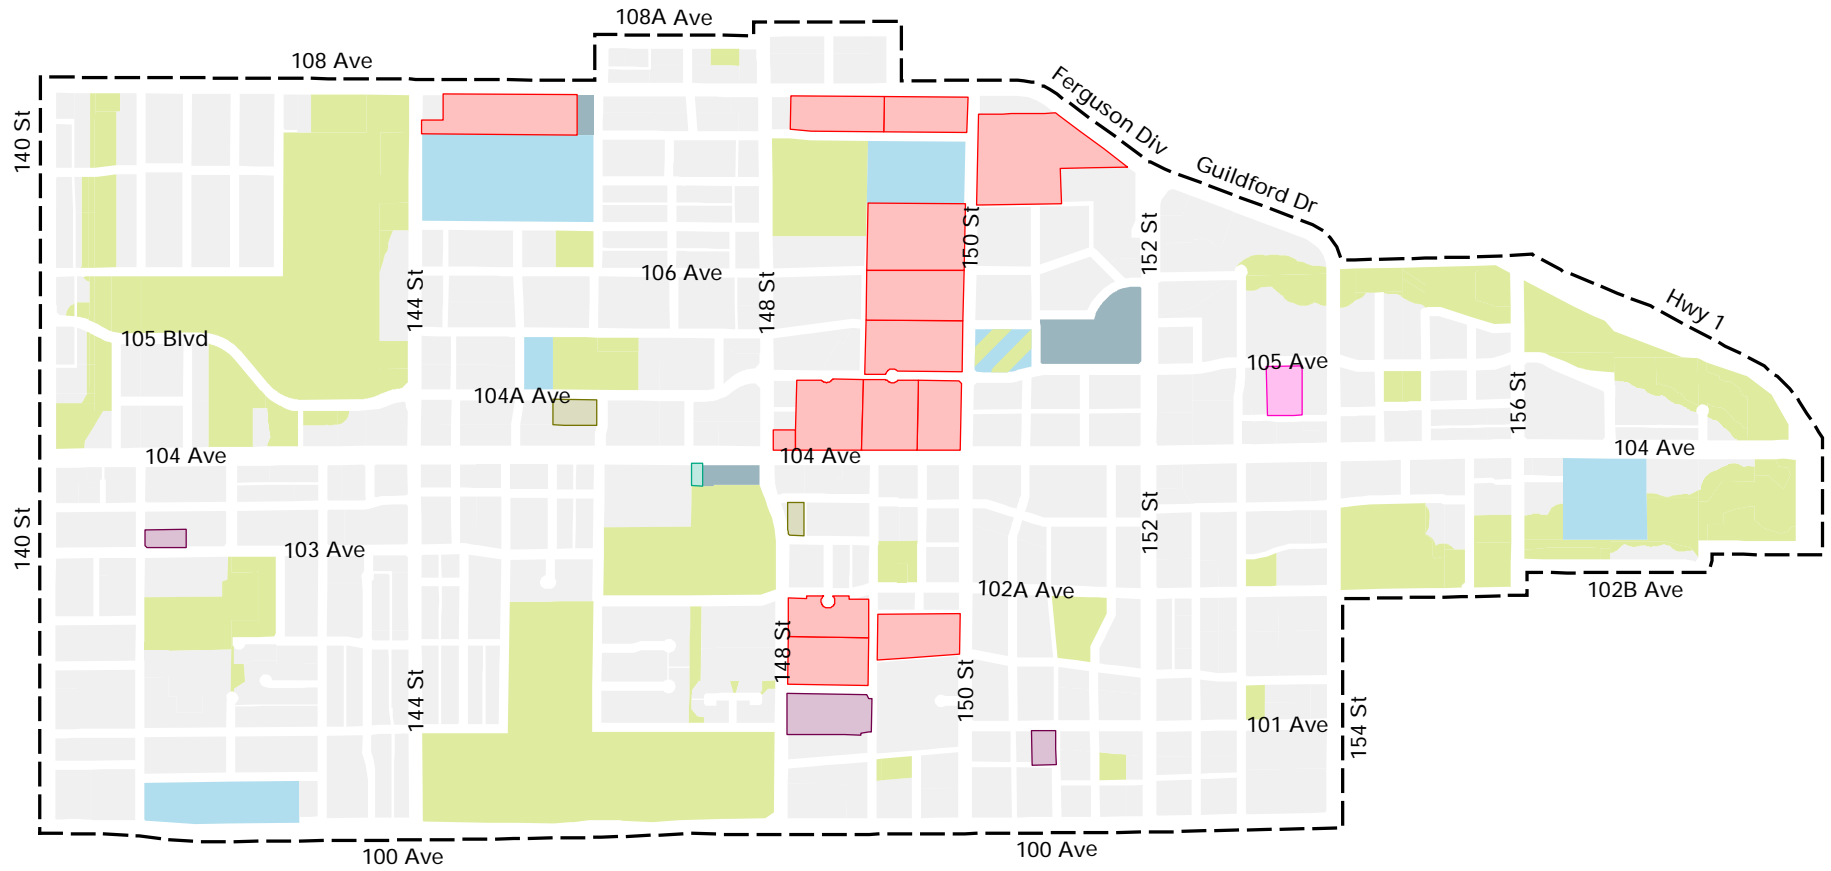 108A Ave
108 Ave
Ferguson Div
140 St
Guildford Dr
150 St
152 St
106 Ave
144 St
148 St
Hwy 1
105 Blvd
105 Ave
104A Ave
156 St
104 Ave
104 Ave
104 Ave
140 St
152 St
103 Ave
102A Ave
102B Ave
148 St
144 St
150 St
101 Ave
154 St
100 Ave
100 Ave